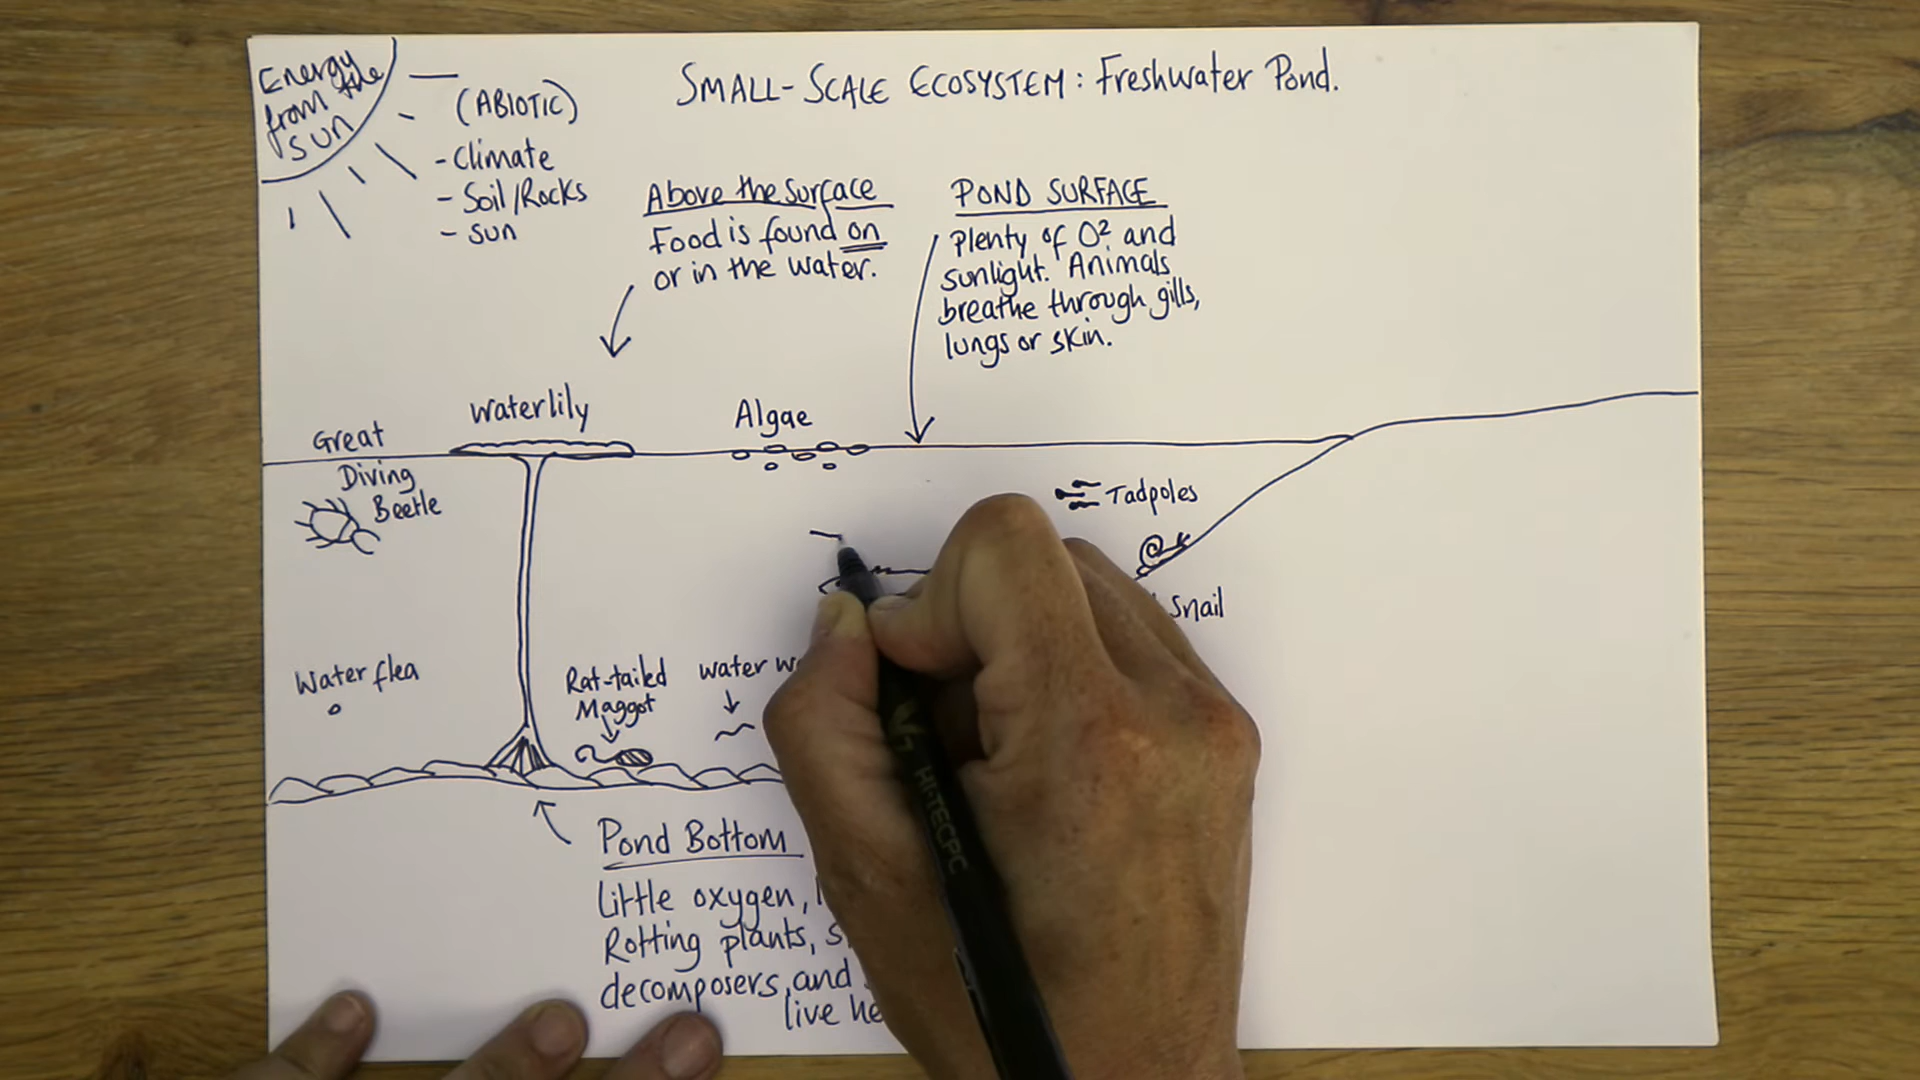 SMALL-SCALE ECOSYSTEM: Freshwater Pond.
Energy
from the
SUN
(ABIOTIC)
- Climate
- Soil/Rocks
- Sun
Above the surface
Food is found on
or in the water.
POND SURFACE
plenty of O² and
sunlight. Animals
breathe through gills,
lungs or skin.
Waterlily
Algae
Great
Diving
Beetle
Tadpoles
Snail
Water flea
Rat-tailed
Maggot
water
Pond Bottom
Little oxygen,
Rotting plants,
decomposers, and
live
HI-TECPC